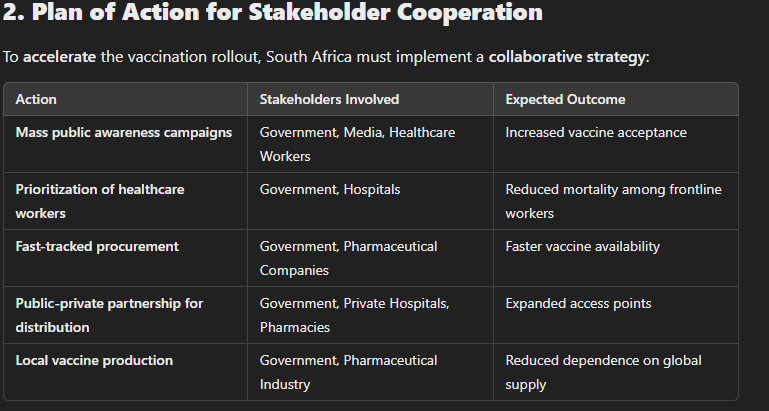 2. Plan of Action for Stakeholder Cooperation
To accelerate the vaccination rollout, South Africa must implement a collaborative strategy:
Action Stakeholders Involved Expected Outcome
Mass public awareness campaigns Government, Media, Healthcare Increased vaccine acceptance
Workers
Prioritization of healthcare Government, Hospitals Reduced mortality among frontline
workers workers
Fast-tracked procurement Government, Pharmaceutical Faster vaccine availability
Companies
Public-private partnership for Government, Private Hospitals, Expanded access points
distribution Pharmacies
Local vaccine production Government, Pharmaceutical Reduced dependence on global
Industry supply